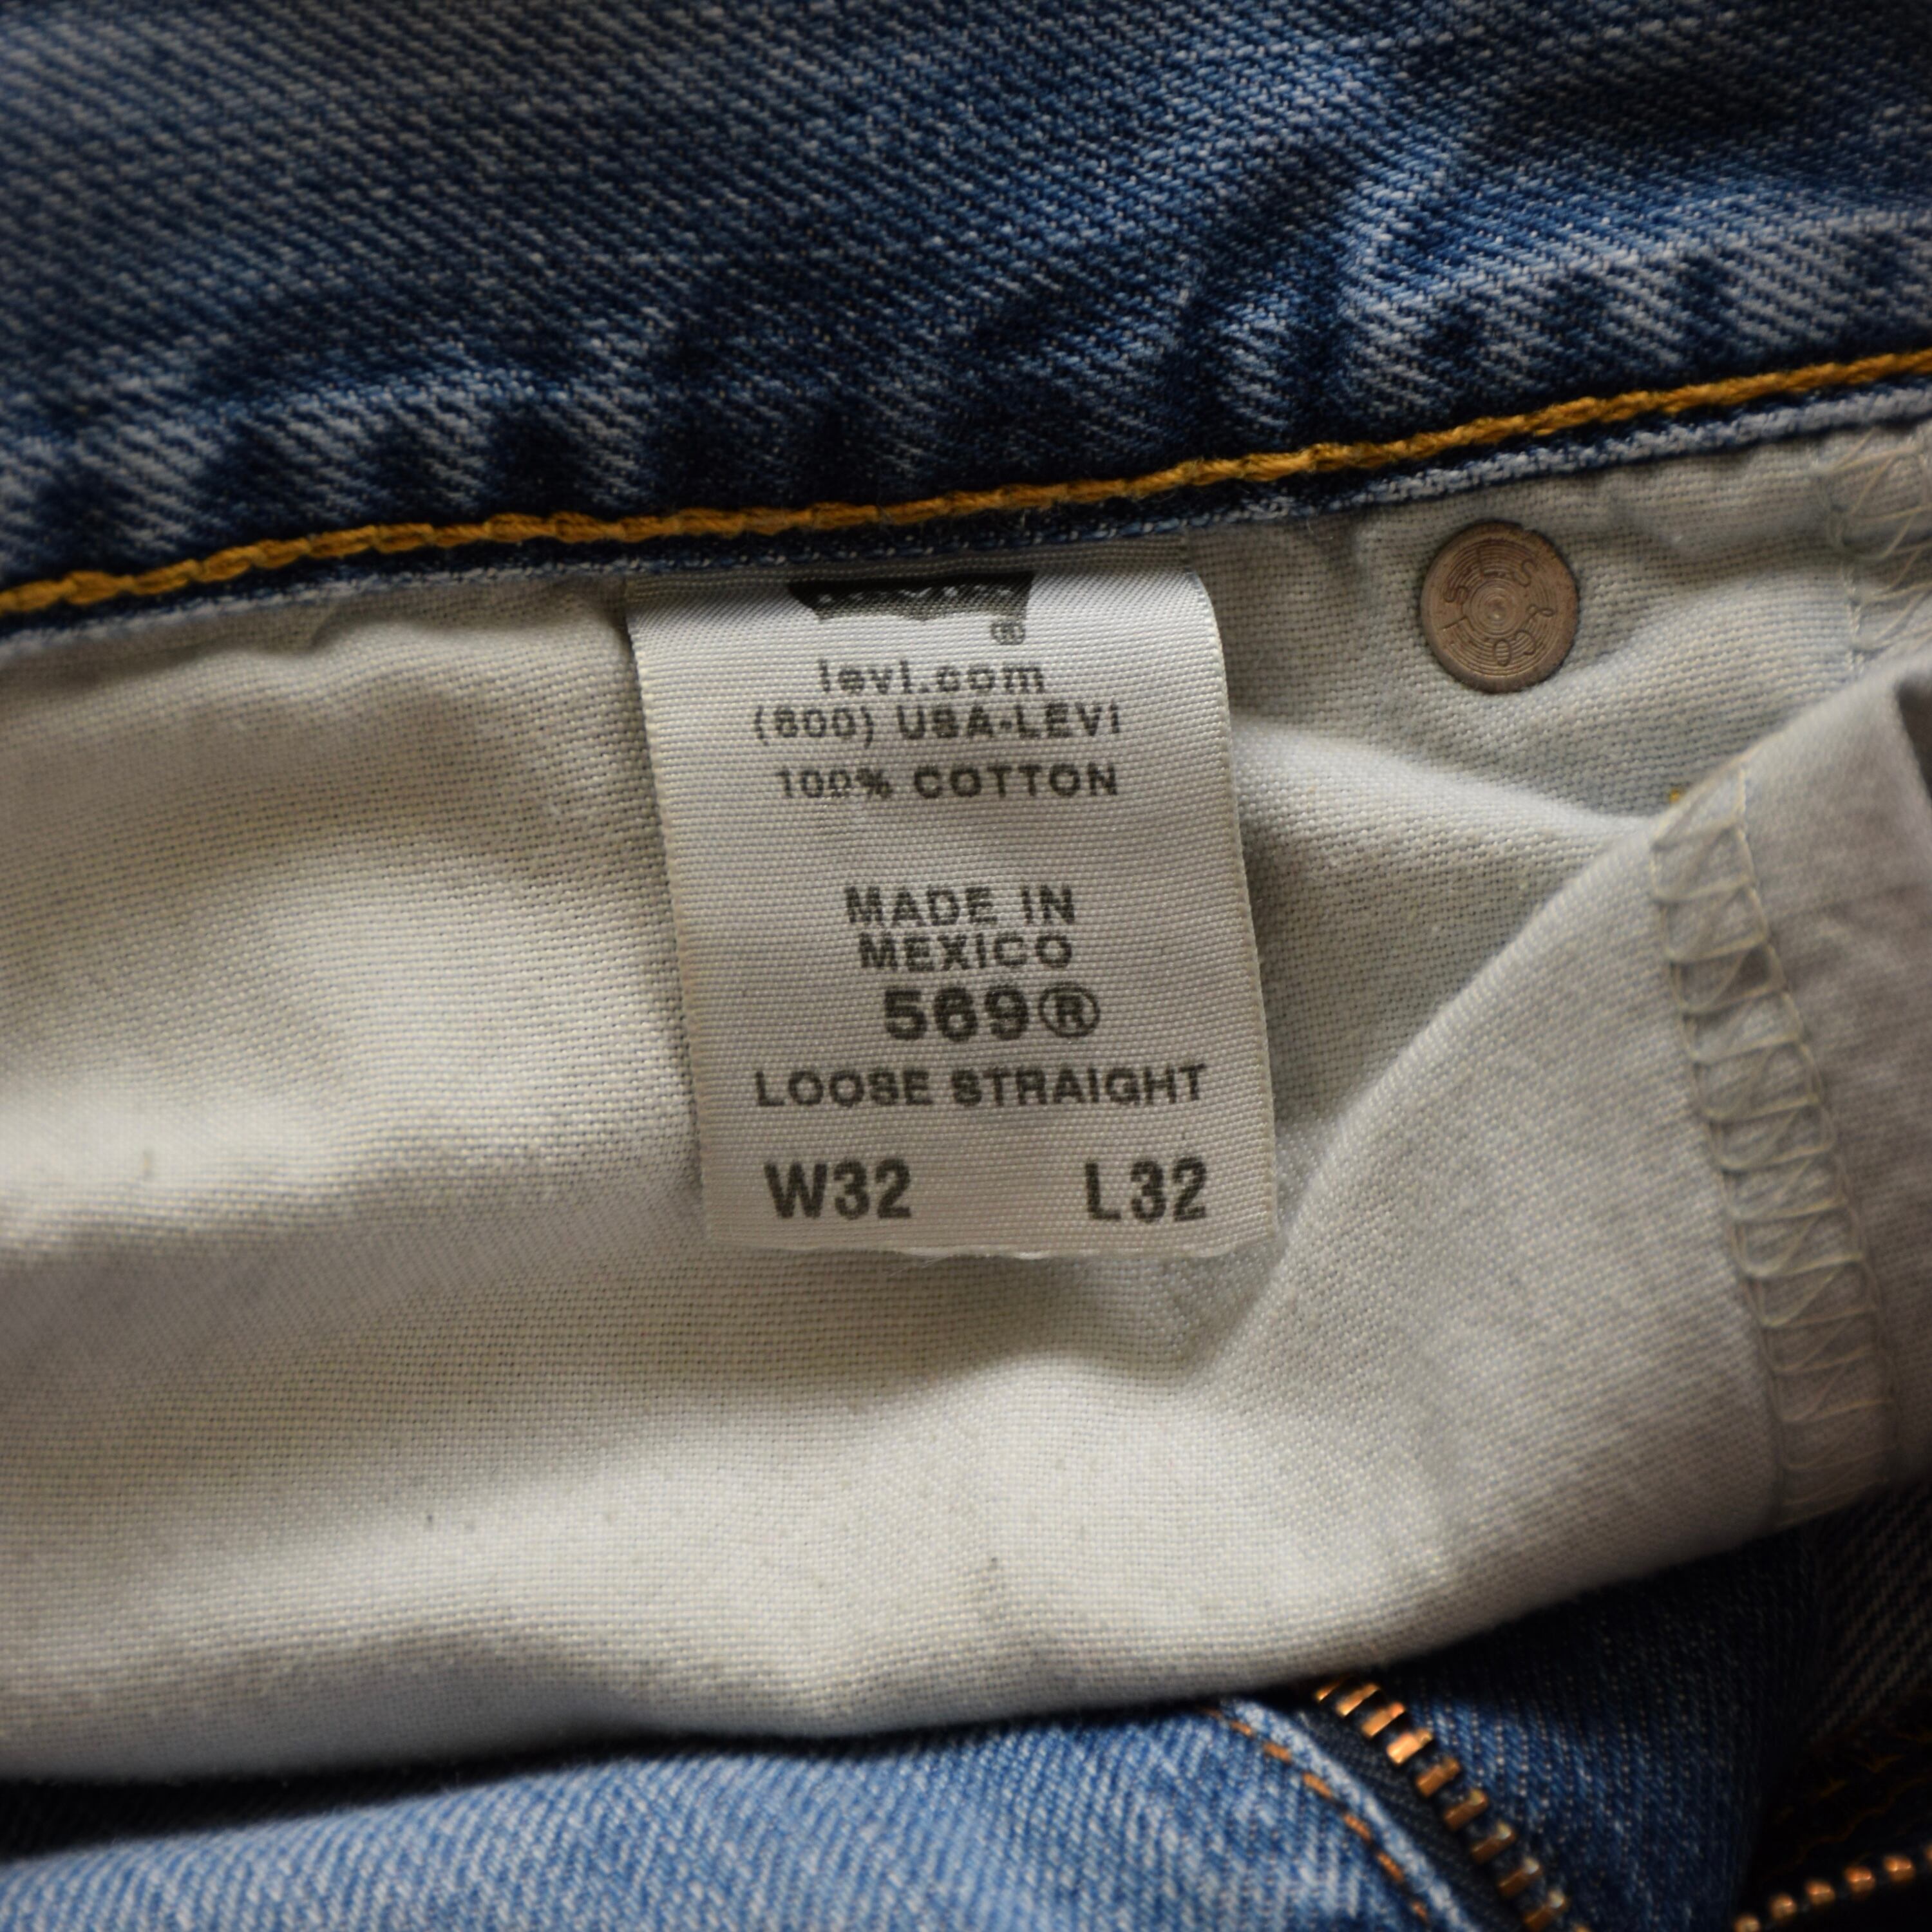 ®
levi.com
(800) USA-LEVI
100% COTTON
MADE IN
MEXICO
569®
LOOSE STRAIGHT
W32 L32